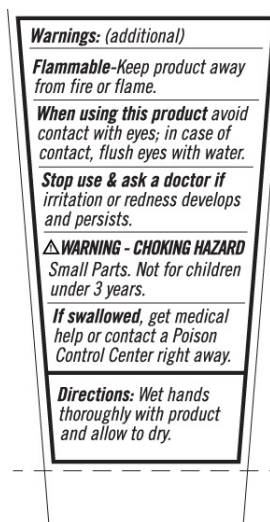 Warnings: (additional)
Flammable-Keep product away
from fire or flame.
When using this product avoid
contact with eyes; in case of
contact, flush eyes with water.
Stop use & ask a doctor if
irritation or redness develops
and persists.
⚠WARNING - CHOKING HAZARD
Small Parts. Not for children
under 3 years.
If swallowed, get medical
help or contact a Poison
Control Center right away.
Directions: Wet hands
thoroughly with product
and allow to dry.